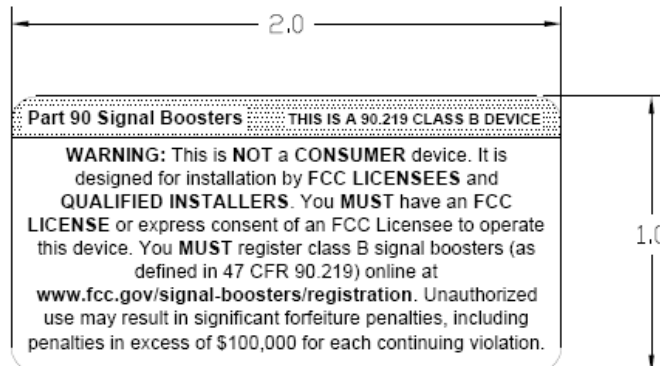 2.0
Part 90 Signal Boosters THIS IS A 90.219 CLASS B DEVICE
WARNING: This is NOT a CONSUMER device. It is
designed for installation by FCC LICENSEES and
QUALIFIED INSTALLERS. You MUST have an FCC
LICENSE or express consent of an FCC Licensee to operate
this device. You MUST register class B signal boosters (as
defined in 47 CFR 90.219) online at
www.fcc.gov/signal-boosters/registration. Unauthorized
use may result in significant forfeiture penalties, including
penalties in excess of $100,000 for each continuing violation.
1.0